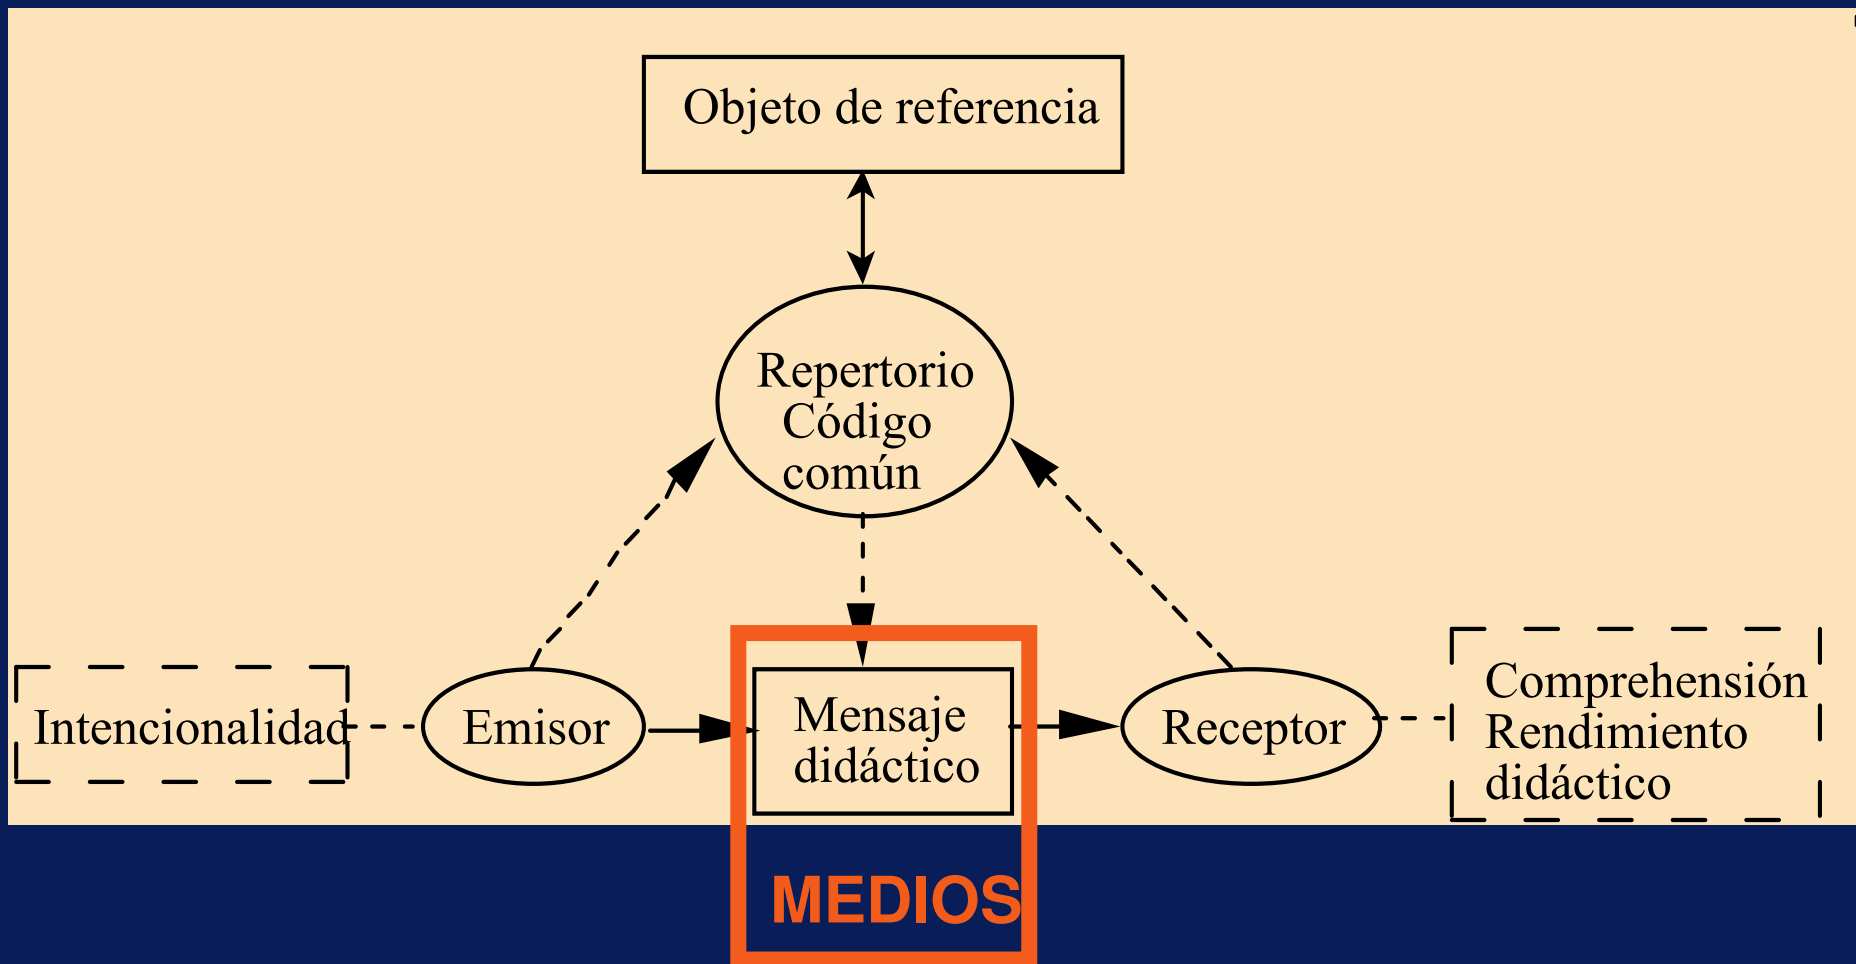 Objeto de referencia
Repertorio
Código
común
Intencionalidad
Emisor
Mensaje
didáctico
Receptor
Comprehensión
Rendimiento
didáctico
MEDIOS